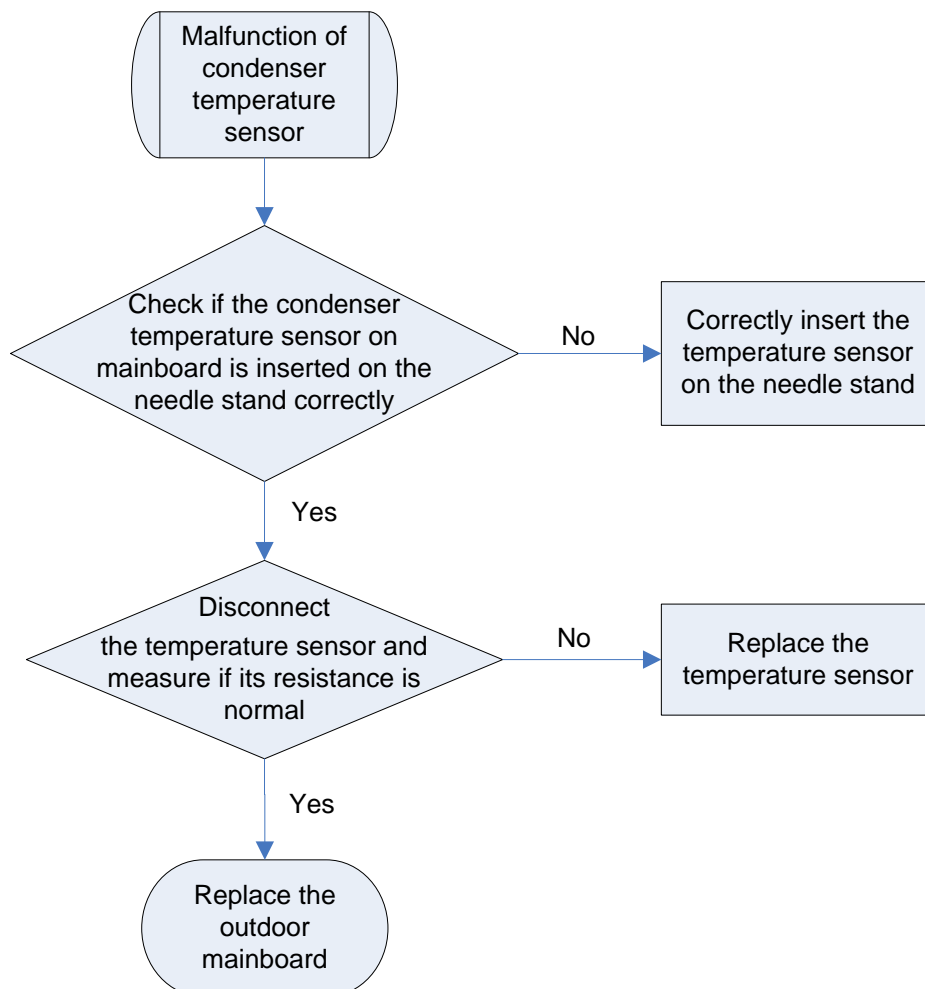 Malfunction of
condenser
temperature
sensor
Check if the condenser
temperature sensor on
mainboard is inserted on the
needle stand correctly
No
Correctly insert the
temperature sensor
on the needle stand
Yes
Disconnect
the temperature sensor and
measure if its resistance is
normal
No
Replace the
temperature sensor
Yes
Replace the
outdoor
mainboard